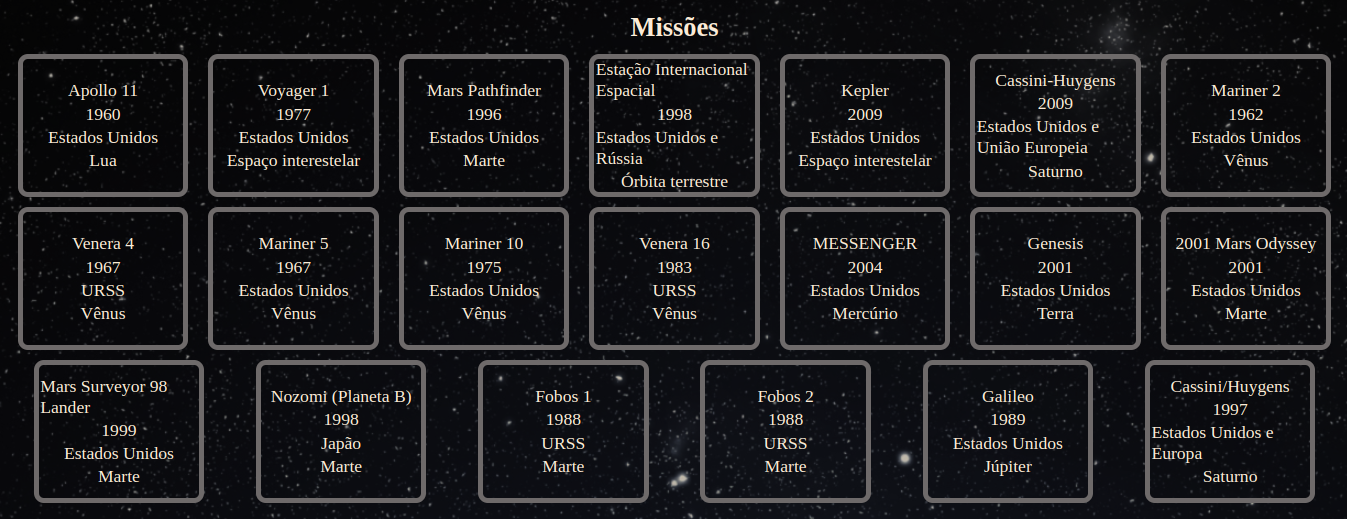 Missões
Apollo 11
1960
Estados Unidos
Lua
Voyager 1
1977
Estados Unidos
Espaço interestelar
Mars Pathfinder
1996
Estados Unidos
Marte
Estação Internacional
Espacial
1998
Estados Unidos e
Rússia
Órbita terrestre
Kepler
2009
Estados Unidos
Espaço interestelar
Cassini-Huygens
2009
Estados Unidos e
União Europeia
Saturno
Mariner 2
1962
Estados Unidos
Vênus
Venera 4
1967
URSS
Vênus
Mariner 5
1967
Estados Unidos
Vênus
Mariner 10
1975
Estados Unidos
Vênus
Venera 16
1983
URSS
Vênus
MESSENGER
2004
Estados Unidos
Mercúrio
Genesis
2001
Estados Unidos
Terra
2001 Mars Odyssey
2001
Estados Unidos
Marte
Mars Surveyor 98
Lander
1999
Estados Unidos
Marte
Nozomi (Planeta B)
1998
Japão
Marte
Fobos 1
1988
URSS
Marte
Fobos 2
1988
URSS
Marte
Galileo
1989
Estados Unidos
Júpiter
Cassini/Huygens
1997
Estados Unidos e
Europa
Saturno